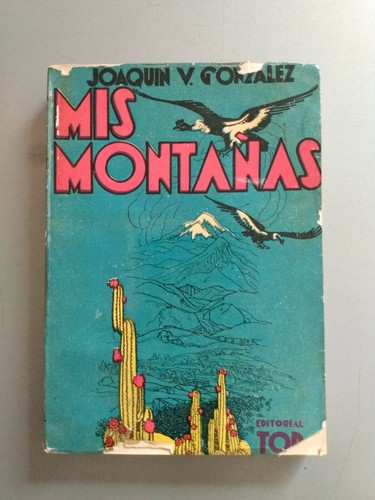 JOAQUIN V. GONZALEZ
MIS
MONTAÑAS
EDITORIAL
TOR